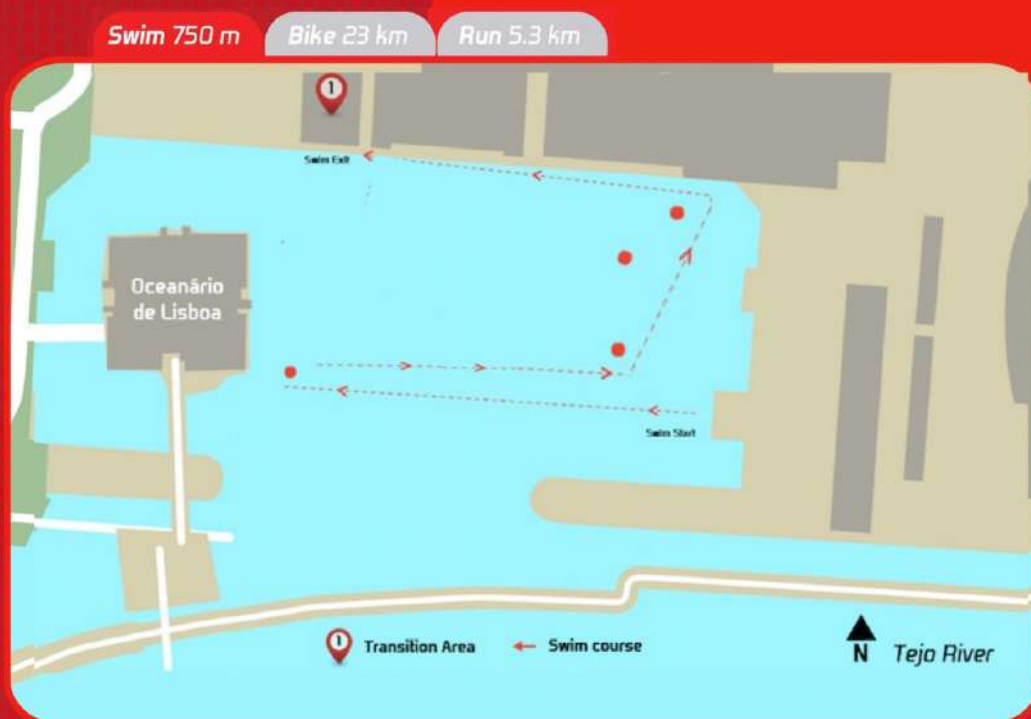 Swim 750 m
Bike 23 km
Run 5.3 km
1
Swim Exit
Oceanário
de Lisboa
Swim Start
1 Transition Area
Swim course
N
Tejo River